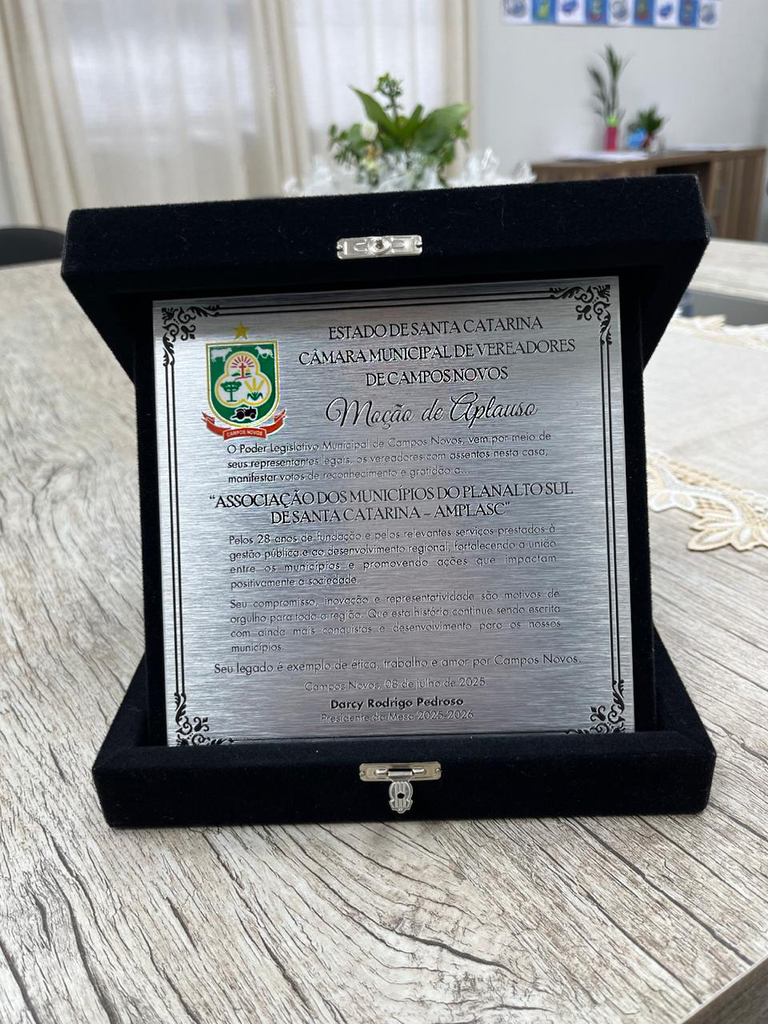 ESTADO DE SANTA CATARINA
CÂMARA MUNICIPAL DE VEREADORES
DE CAMPOS NOVOS
Moção de Aplauso
CAMPOS NOVOS
O Poder Legislativo Municipal de Campos Novos, vem por meio de
seus representantes legais, os vereadores com assentos nesta casa,
manifestar votos de reconhecimento e gratidão a...
“ASSOCIAÇÃO DOS MUNICÍPIOS DO PLANALTO SUL
DE SANTA CATARINA – AMPLASC”
Pelos 28 anos de fundação e pelos relevantes serviços prestados à
gestão pública e ao desenvolvimento regional, fortalecendo a união
entre os municípios e promovendo ações que impactam
positivamente a sociedade.
Seu compromisso, inovação e representatividade são motivos de
orgulho para toda a região. Que esta história continue sendo escrita
com ainda mais conquistas e desenvolvimento para os nossos
municípios.
Seu legado é exemplo de ética, trabalho e amor por Campos Novos.
Campos Novos, 08 de julho de 2025.
Darcy Rodrigo Pedroso
Presidente da Mesa 2025-2026